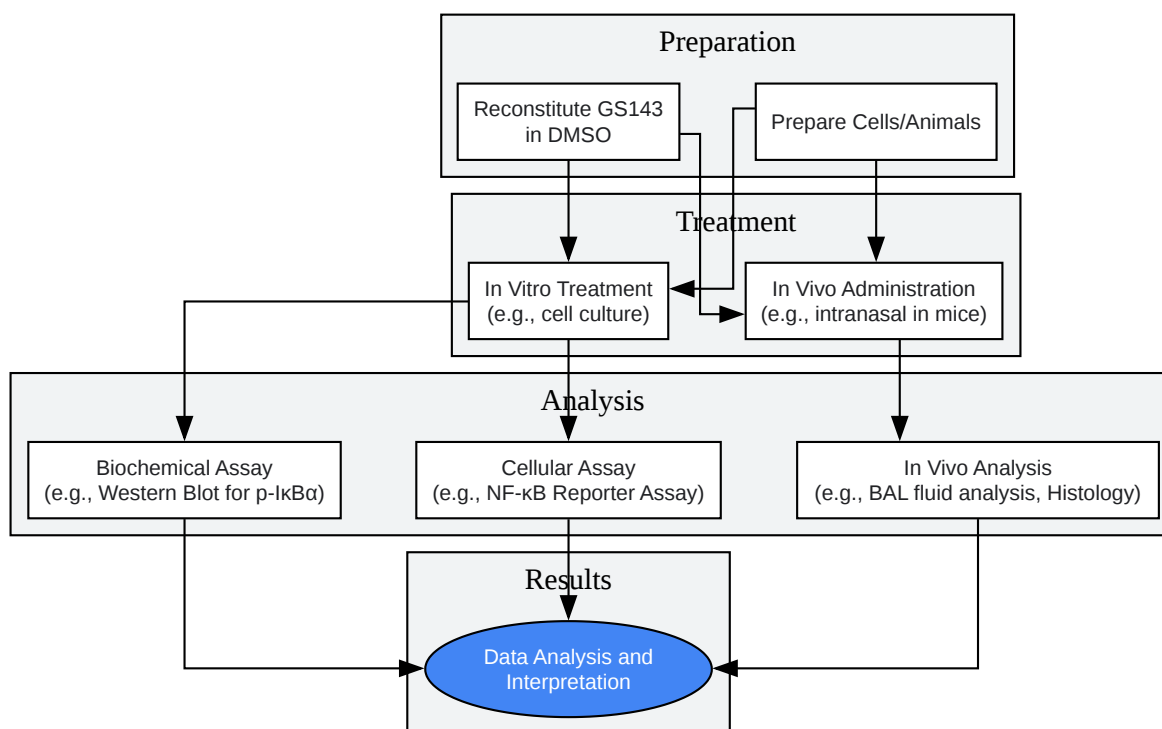 Preparation
Reconstitute GS143
in DMSO
Prepare Cells/Animals
Treatment
In Vitro Treatment
(e.g., cell culture)
In Vivo Administration
(e.g., intranasal in mice)
Analysis
Biochemical Assay
(e.g., Western Blot for p-IκBα)
Cellular Assay
(e.g., NF-κB Reporter Assay)
In Vivo Analysis
(e.g., BAL fluid analysis, Histology)
Results
Data Analysis and
Interpretation